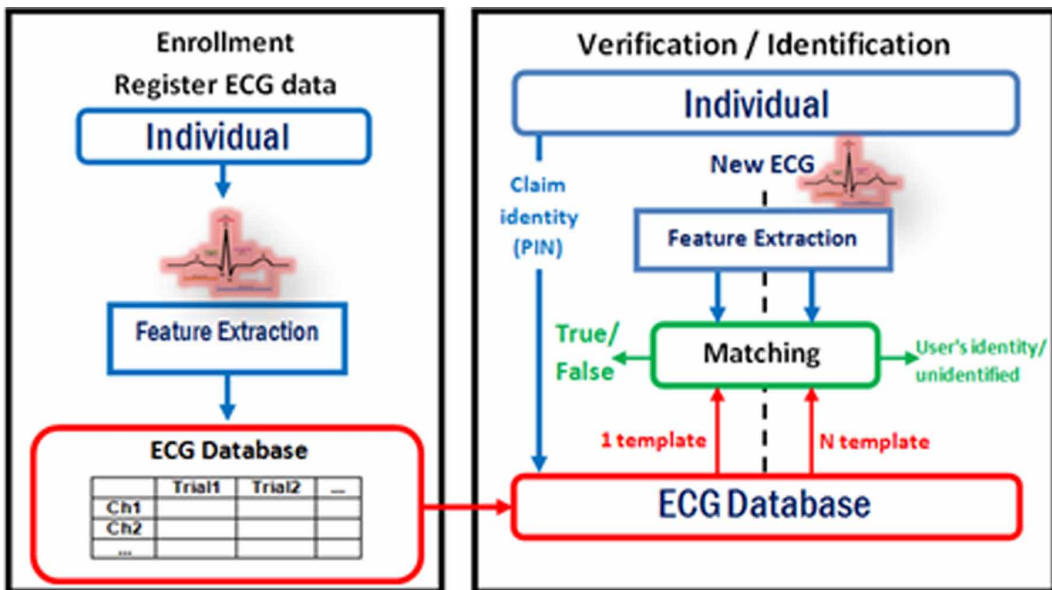 Enrollment
Register ECG data
Individual
Feature Extraction
ECG Database
Trial1 Trial2 ...
Ch1
Ch2
...
Verification / Identification
Individual
New ECG
Claim
identity
(PIN)
Feature Extraction
True/
False
Matching
User's identity/
unidentified
1 template
N template
ECG Database